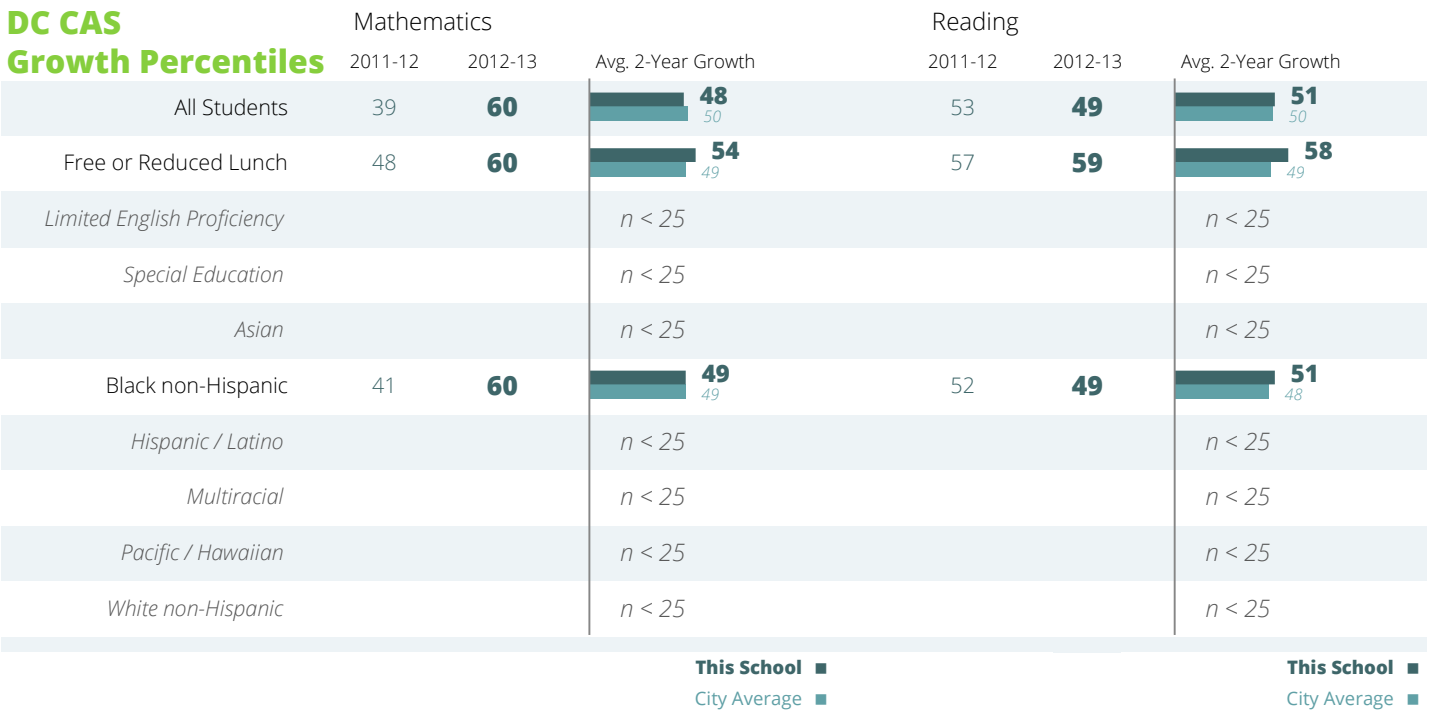 DC CAS
Growth Percentiles
Mathematics
Reading
2011-12 2012-13 Avg. 2-Year Growth 2011-12 2012-13 Avg. 2-Year Growth
All Students 39 60 48 50 53 49 51 50
Free or Reduced Lunch 48 60 54 49 57 59 58 49
Limited English Proficiency n < 25 n < 25
Special Education n < 25 n < 25
Asian n < 25 n < 25
Black non-Hispanic 41 60 49 49 52 49 51 48
Hispanic / Latino n < 25 n < 25
Multiracial n < 25 n < 25
Pacific / Hawaiian n < 25 n < 25
White non-Hispanic n < 25 n < 25
This School This School
City Average City Average